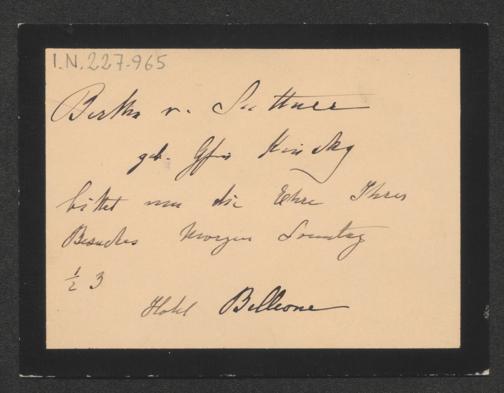 I.N. 227.965
Bertha v. Suttner
geb. Gfin Kinsky
bittet um die Ehre Ihres
Besuches Morgen Sonntag
½ 3
Hotel Bellevue